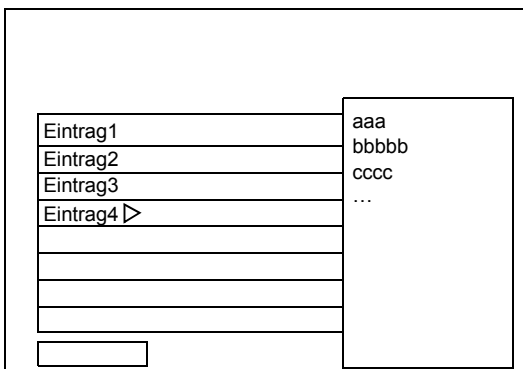 Eintrag1
Eintrag2
Eintrag3
Eintrag4
aaa
bbbbb
cccc
…